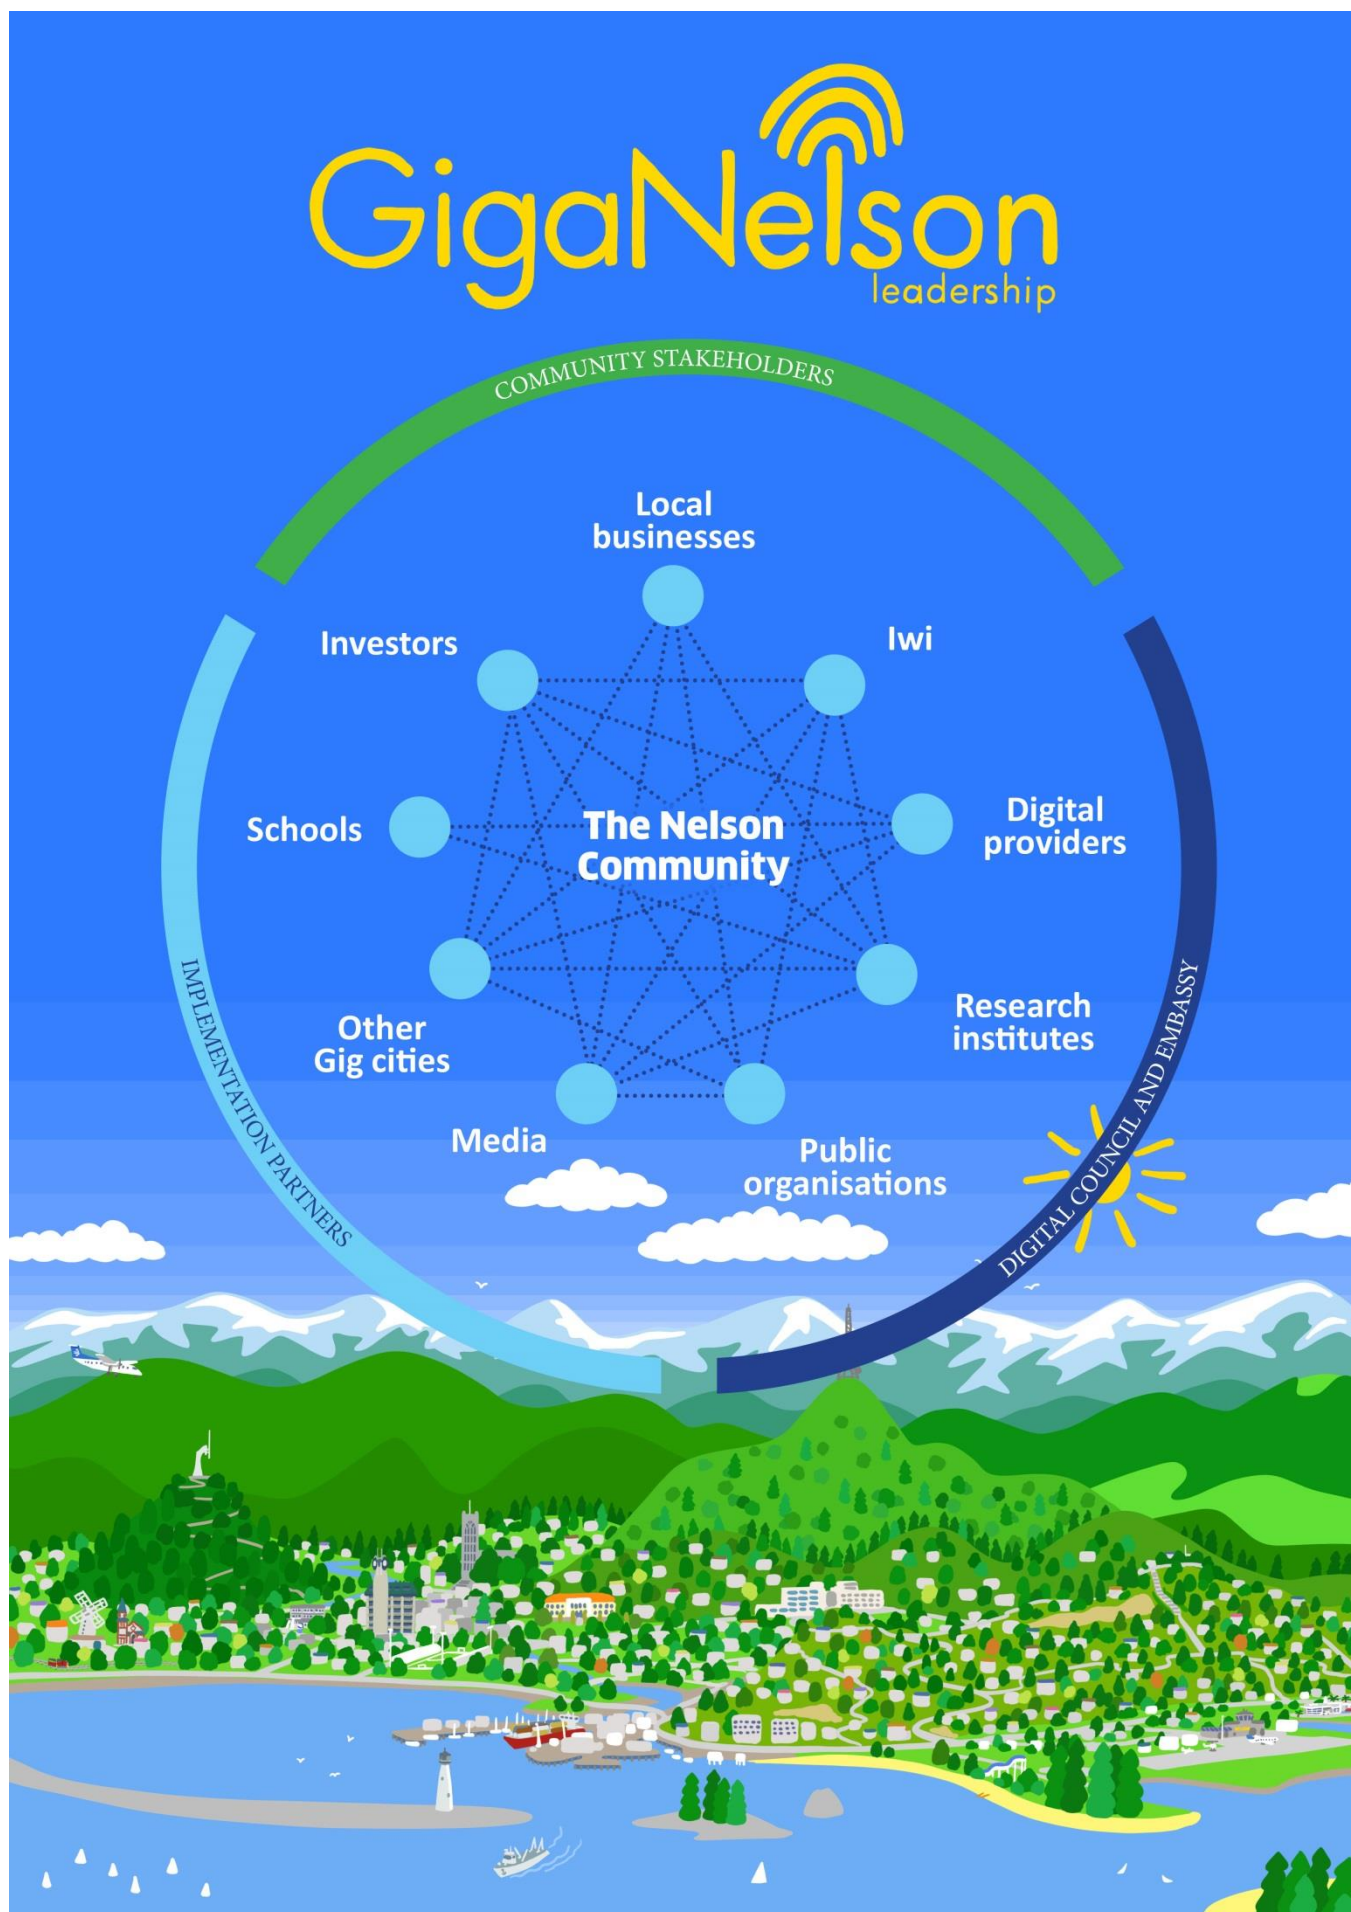 GigaNelson
leadership
COMMUNITY STAKEHOLDERS
Local
businesses
Investors
Iwi
Schools
The Nelson
Community
Digital
providers
Other
Gig cities
Research
institutes
Media
Public
organisations
IMPLEMENTATION PARTNERS
DIGITAL COUNCIL AND EMBASSY